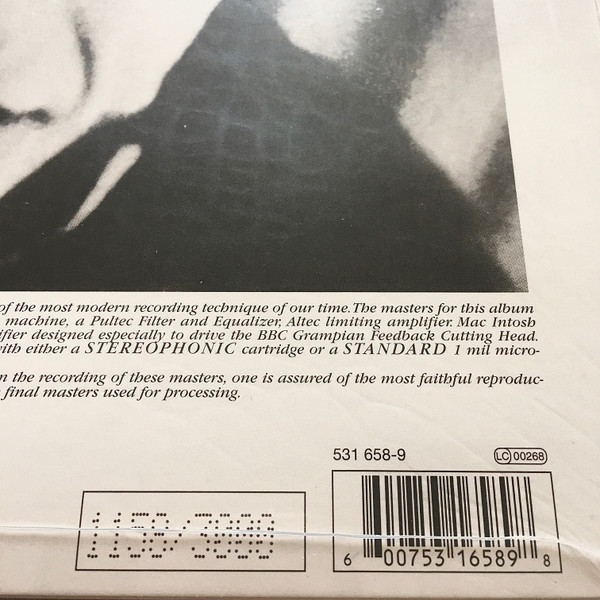 of the most modern recording technique of our time. The masters for this album
machine, a Pultec Filter and Equalizer, Altec limiting amplifier. Mac Intosh
ifier designed especially to drive the BBC Grampian Feedback Cutting Head.
with either a STEREOPHONIC cartridge or a STANDARD 1 mil micro-
n the recording of these masters, one is assured of the most faithful reproduc-
final masters used for processing.
531 658-9
LC 00268
1138/3000
6 00753 16589 8